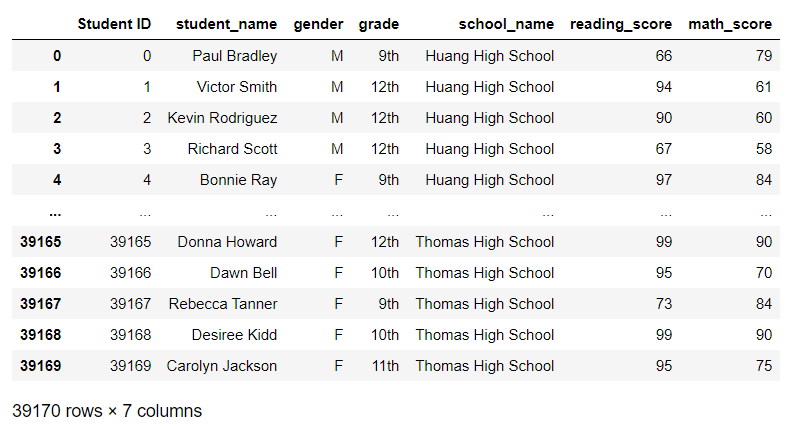 Student ID student_name gender grade school_name reading_score math_score
0 0 Paul Bradley M 9th Huang High School 66 79
1 1 Victor Smith M 12th Huang High School 94 61
2 2 Kevin Rodriguez M 12th Huang High School 90 60
3 3 Richard Scott M 12th Huang High School 67 58
4 4 Bonnie Ray F 9th Huang High School 97 84
... ... ... ... ... ... ... ...
39165 39165 Donna Howard F 12th Thomas High School 99 90
39166 39166 Dawn Bell F 10th Thomas High School 95 70
39167 39167 Rebecca Tanner F 9th Thomas High School 73 84
39168 39168 Desiree Kidd F 10th Thomas High School 99 90
39169 39169 Carolyn Jackson F 11th Thomas High School 95 75
39170 rows × 7 columns